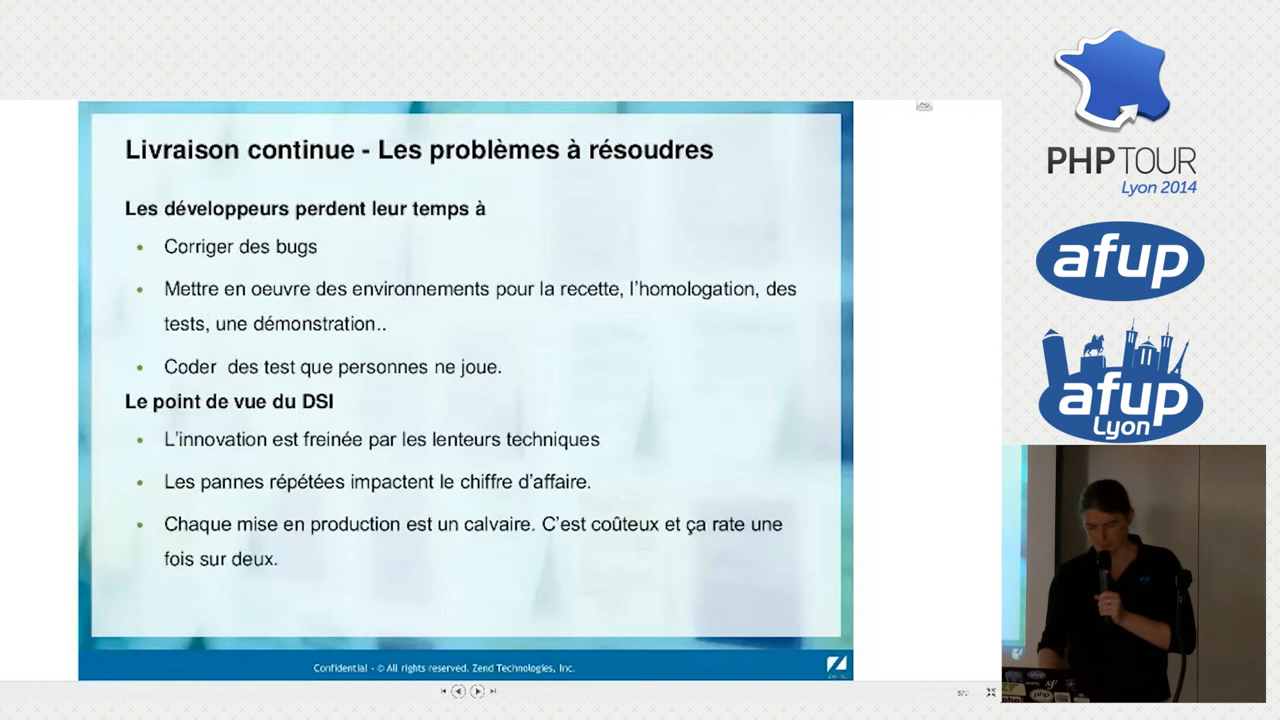 Livraison continue - Les problèmes à résoudres
Les développeurs perdent leur temps à
• Corriger des bugs
• Mettre en oeuvre des environnements pour la recette, l'homologation, des
tests, une démonstration..
• Coder des test que personnes ne joue.
Le point de vue du DSI
• L'innovation est freinée par les lenteurs techniques
• Les pannes répétées impactent le chiffre d'affaire.
• Chaque mise en production est un calvaire. C'est coûteux et ça rate une
fois sur deux.
Confidential - © All rights reserved. Zend Technologies, Inc.
PHP TOUR
Lyon 2014
afup
afup
Lyon
afup
php